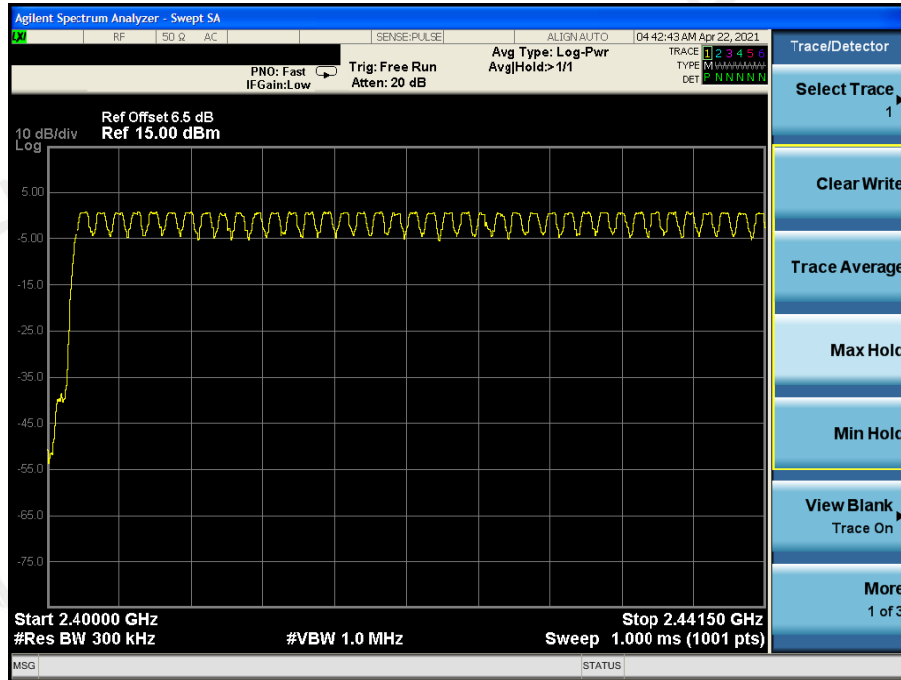 Agilent Spectrum Analyzer - Swept SA
LXI RF 50 Ω AC SENSE:PULSE ALIGN AUTO 04:42:43 AM Apr 22, 2021
PNO: Fast
IFGain:Low
Trig: Free Run
Atten: 20 dB
Avg Type: Log-Pwr
Avg|Hold:>1/1
TRACE 1 2 3 4 5 6
TYPE M WWWWW
DET P N N N N N
Ref Offset 6.5 dB
10 dB/div Ref 15.00 dBm
Log
5.00
-5.00
-15.0
-25.0
-35.0
-45.0
-55.0
-65.0
-75.0
Start 2.40000 GHz Stop 2.44150 GHz
#Res BW 300 kHz #VBW 1.0 MHz Sweep 1.000 ms (1001 pts)
MSG STATUS
Trace/Detector
Select Trace
1
Clear Write
Trace Average
Max Hold
Min Hold
View Blank
Trace On
More
1 of 3